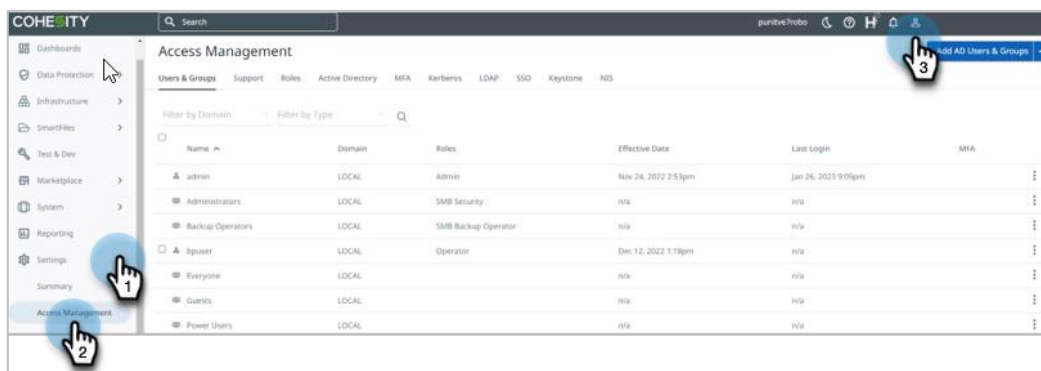 COHESITY
Search
punitve?robo
Access Management
Add AD Users & Groups
Users & Groups Support Roles Active Directory MFA Kerberos LDAP SSO Keystone NIS
Filter by Domain Filter by Type
Name Domain Roles Effective Date Last Login MFA
admin LOCAL Admin Nov 24, 2022 2:53pm Jan 26, 2023 9:09pm
Administrators LOCAL SMB Security n/a n/a
Backup Operators LOCAL SMB Backup Operator n/a n/a
bpuser LOCAL Operator Dec 12, 2022 1:18pm n/a
Everyone LOCAL n/a n/a
Guests LOCAL n/a n/a
Power Users LOCAL n/a n/a
Dashboards
Data Protection
Infrastructure
SmartFiles
Test & Dev
Marketplace
System
Reporting
Settings
Summary
Access Management
1
2
3